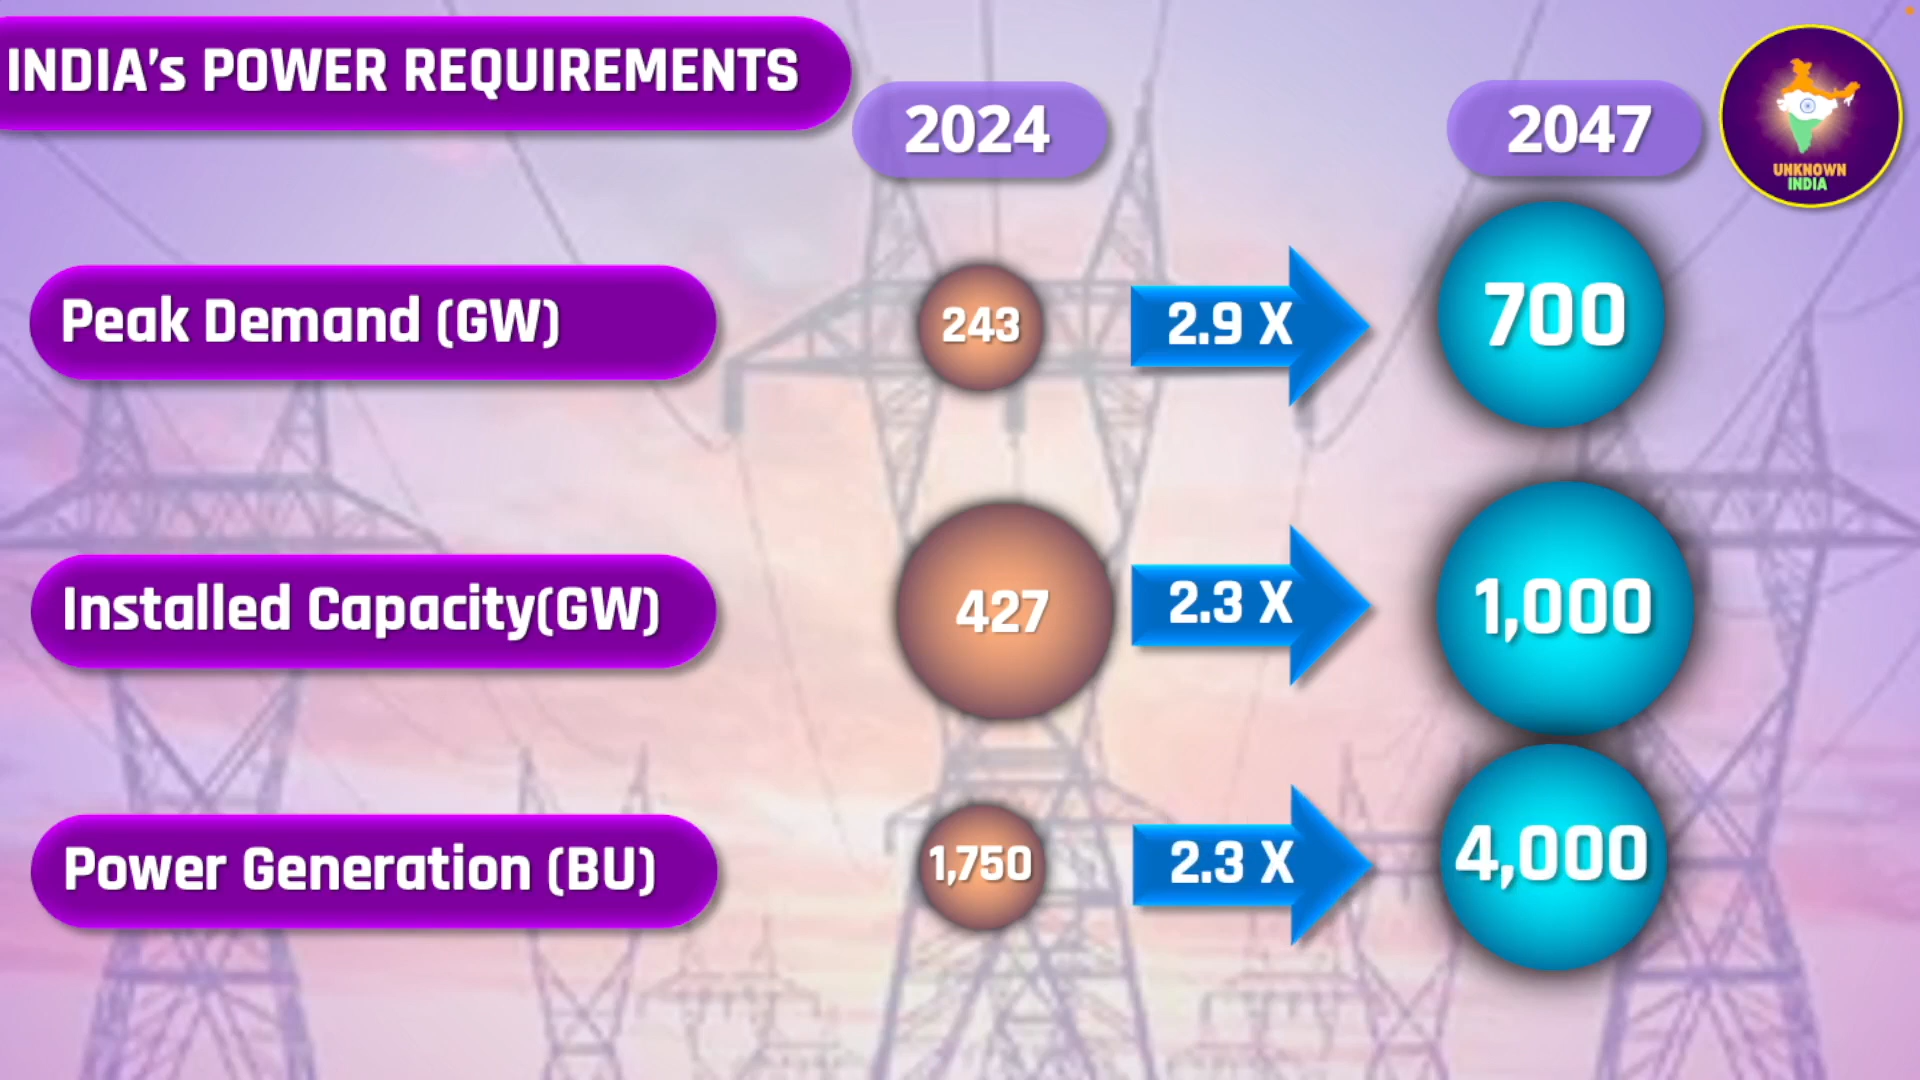 INDIA's POWER REQUIREMENTS
2024
2047
UNKNOWN
INDIA
Peak Demand (GW)
243
2.9 X
700
Installed Capacity(GW)
427
2.3 X
1,000
Power Generation (BU)
1,750
2.3 X
4,000